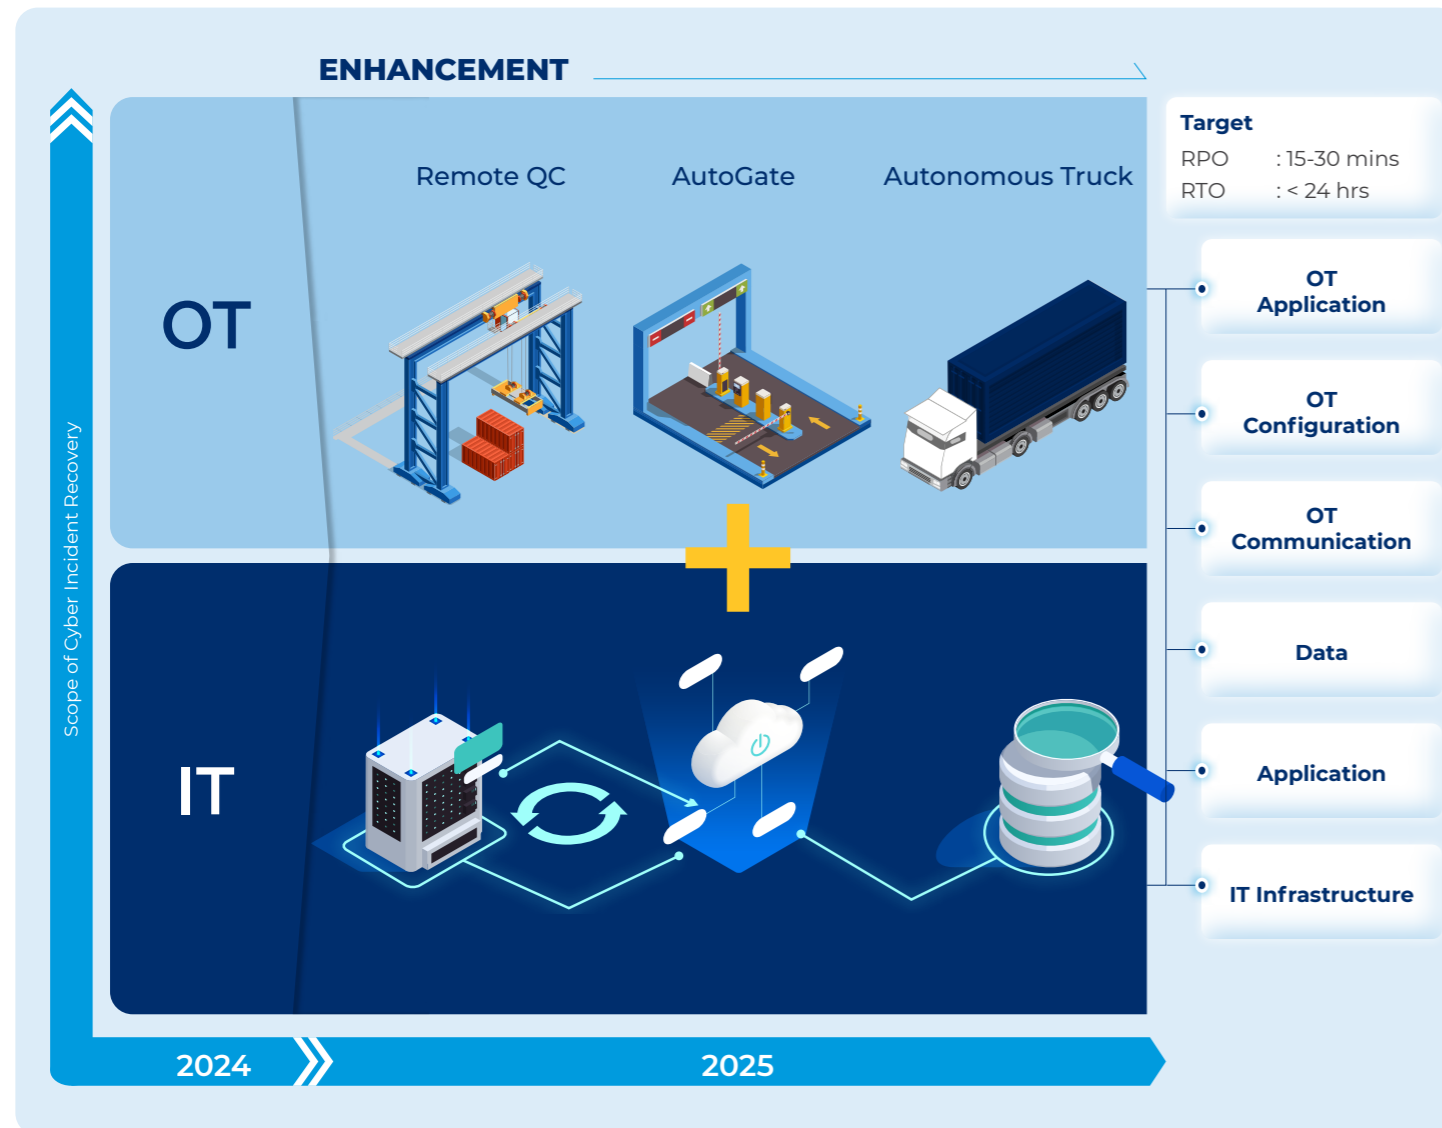 ENHANCEMENT
Scope of Cyber Incident Recovery
OT
Remote QC
AutoGate
Autonomous Truck
IT
Target
RPO : 15-30 mins
RTO : < 24 hrs
OT
Application
OT
Configuration
OT
Communication
Data
Application
IT Infrastructure
2024
2025